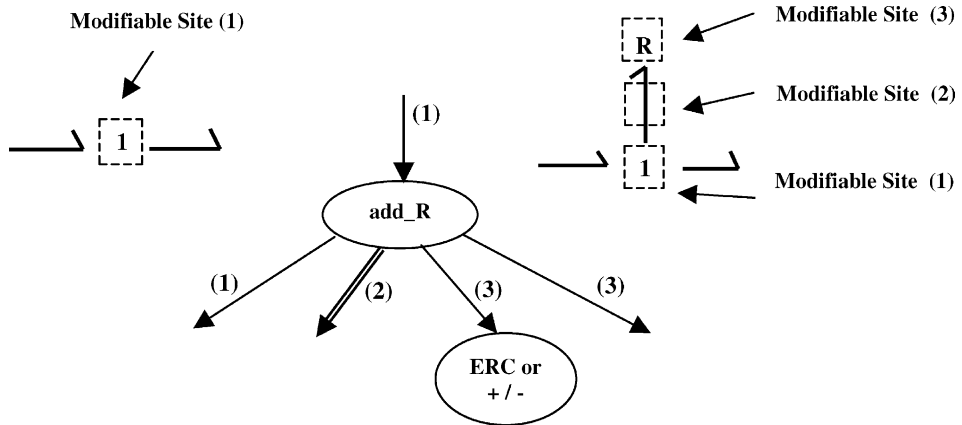 Modifiable Site (1)
1
(1)
R
Modifiable Site (3)
Modifiable Site (2)
1
Modifiable Site (1)
add_R
(1)
(2)
(3)
(3)
ERC or
+ / -